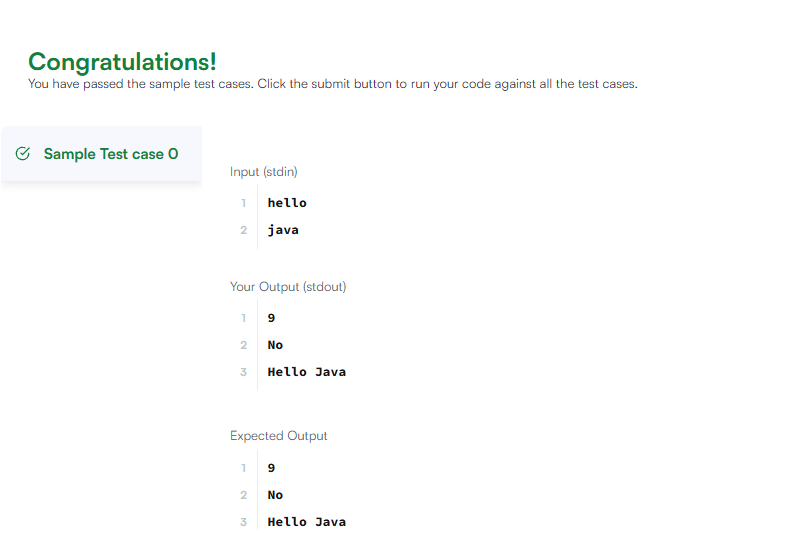 Congratulations!
You have passed the sample test cases. Click the submit button to run your code against all the test cases.
Sample Test case 0
Input (stdin)
1 hello
2 java
Your Output (stdout)
1 9
2 No
3 Hello Java
Expected Output
1 9
2 No
3 Hello Java